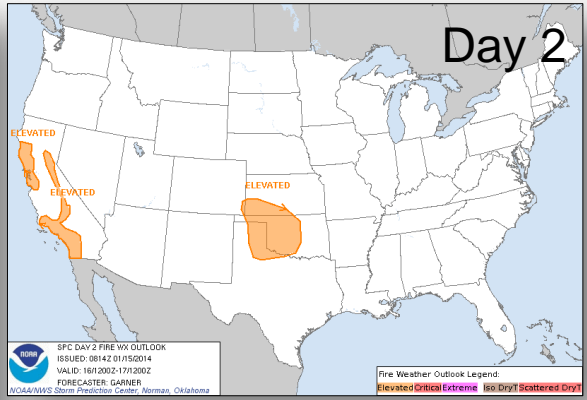 Day 2
ELEVATED
ELEVATED
ELEVATED
NOAA
SPC DAY 2 FIRE WX OUTLOOK
ISSUED: 0814Z 01/15/2014
VALID: 16/1200Z-17/1200Z
FORECASTER: GARNER
NOAA/NWS Storm Prediction Center, Norman, Oklahoma
Fire Weather Outlook Legend:
Elevated Critical Extreme Iso DryT Scattered DryT